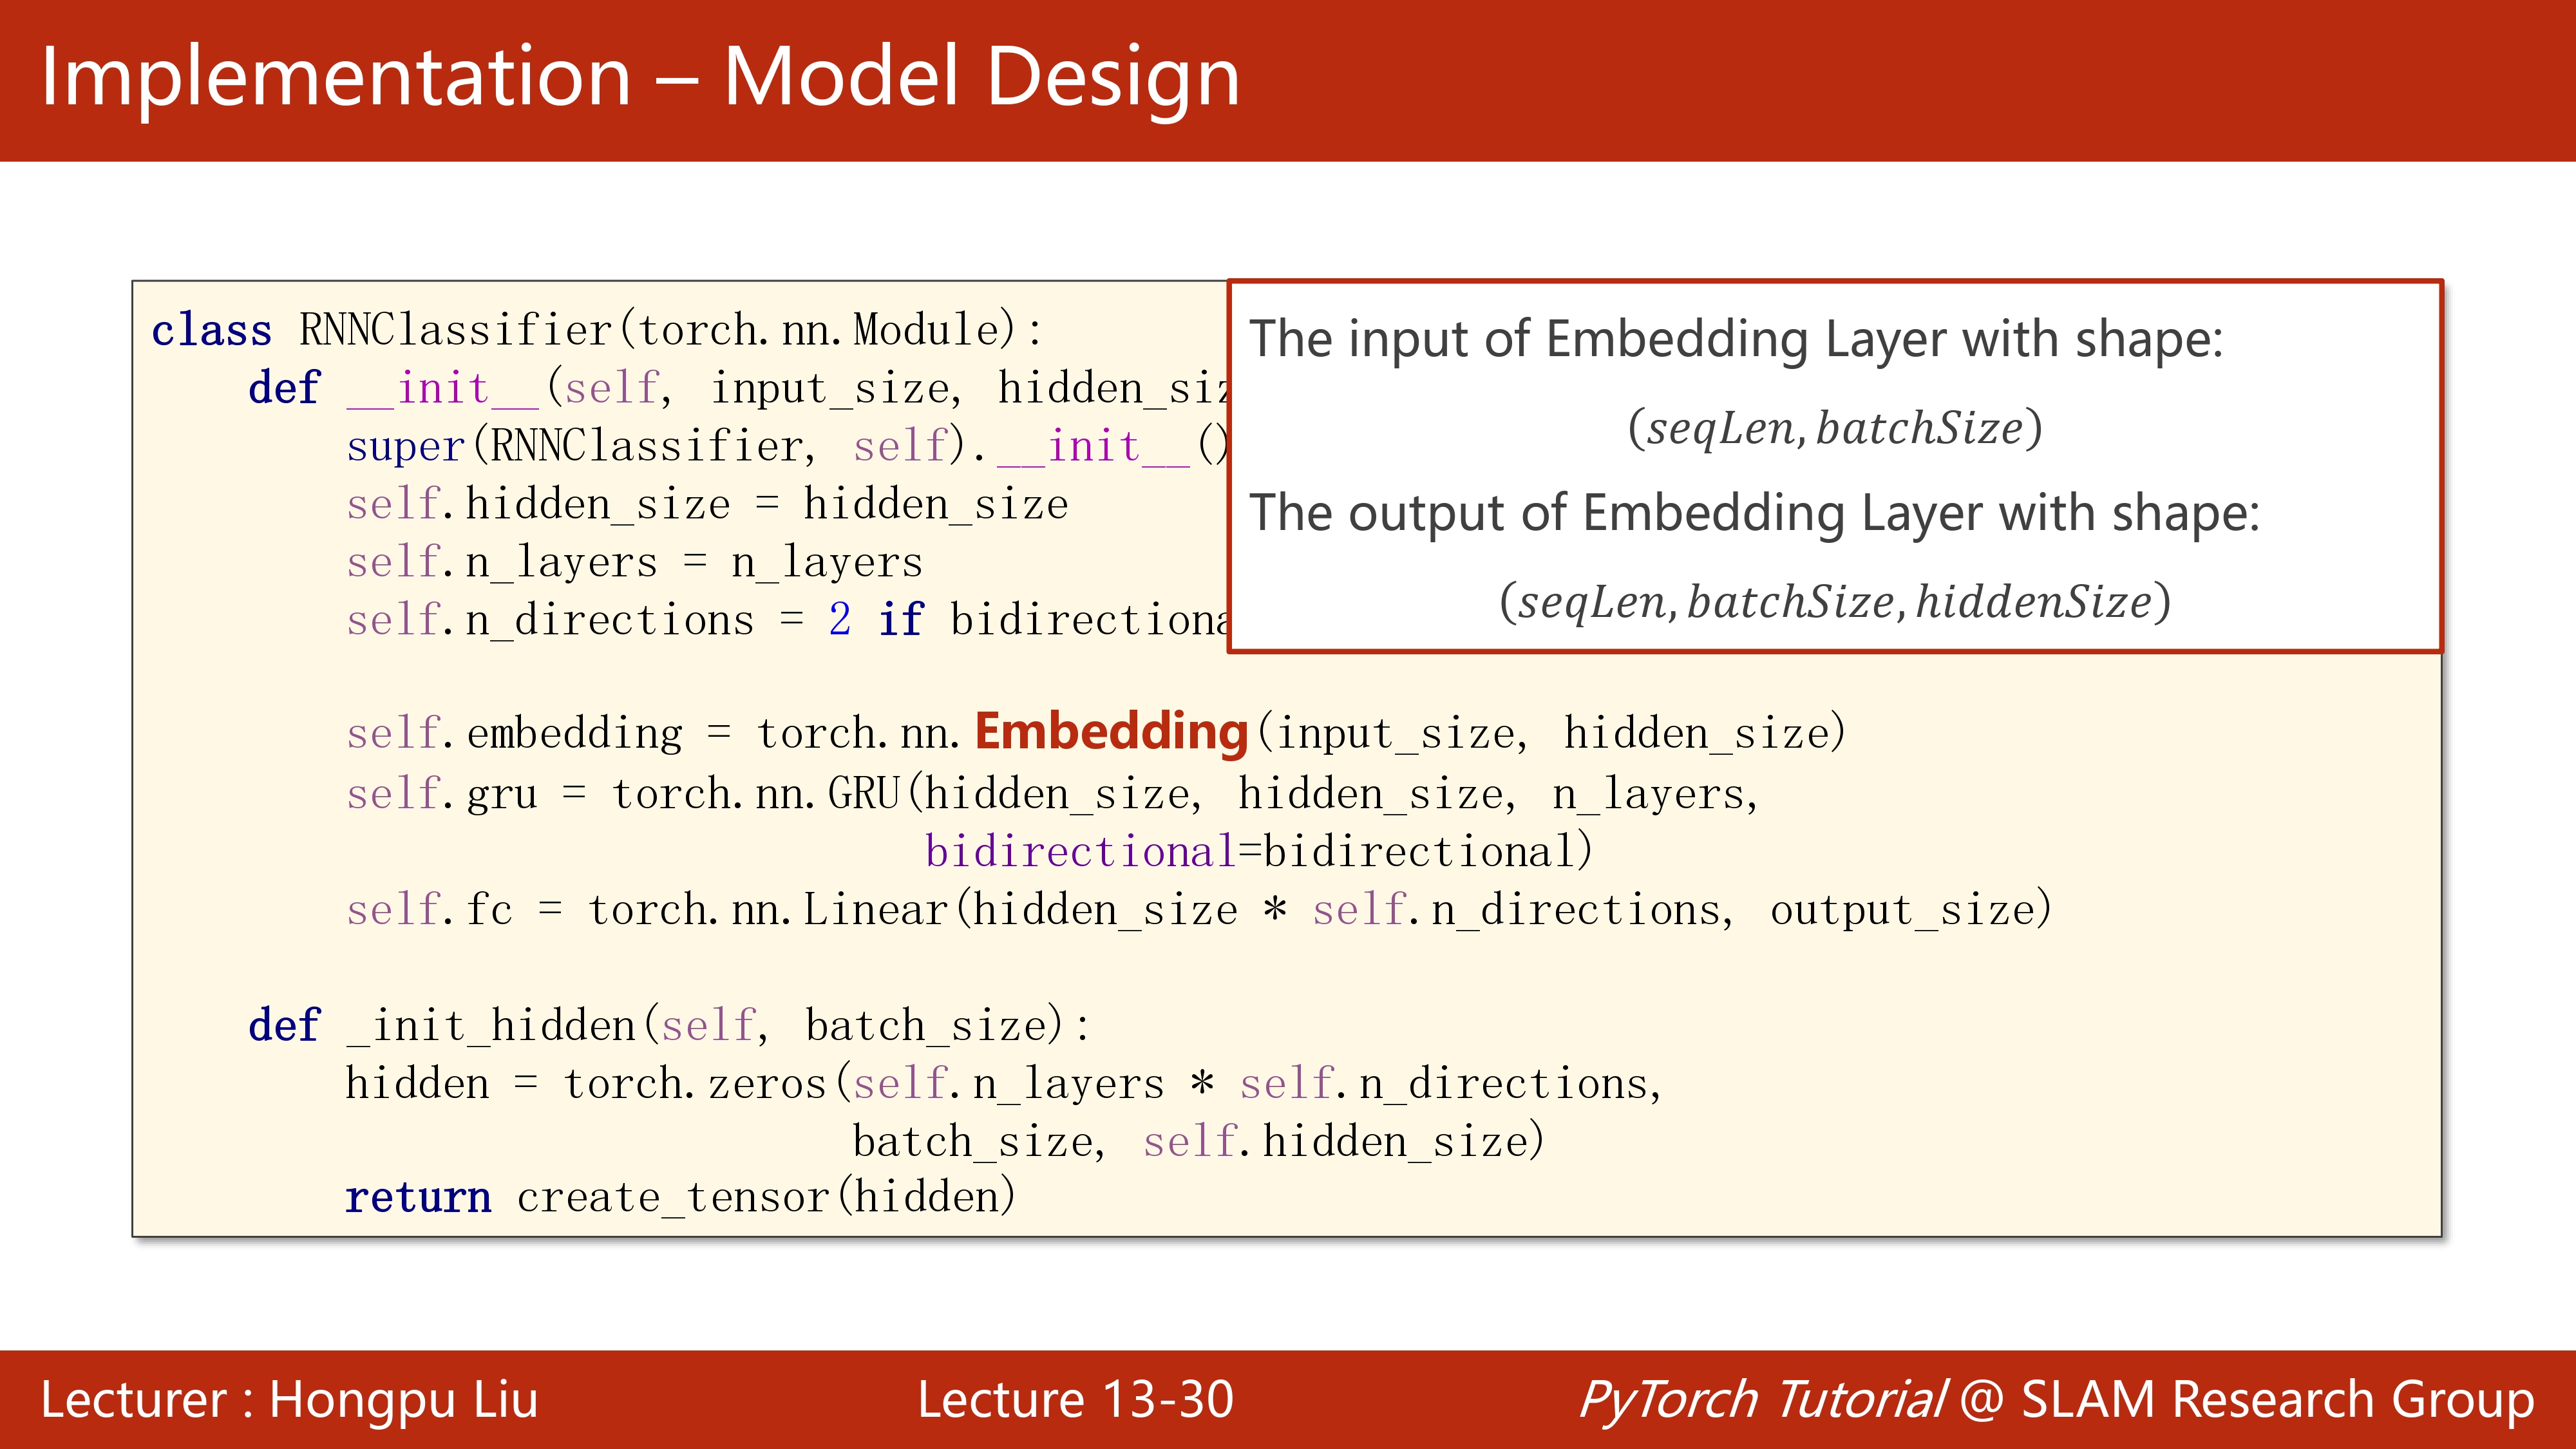 Implementation – Model Design
class RNNClassifier(torch.nn.Module):
def __init__(self, input_size, hidden_siz
super(RNNClassifier, self).__init__()
self.hidden_size = hidden_size
self.n_layers = n_layers
self.n_directions = 2 if bidirectiona
The input of Embedding Layer with shape:
(seqLen, batchSize)
The output of Embedding Layer with shape:
(seqLen, batchSize, hiddenSize)
self.embedding = torch.nn.Embedding(input_size, hidden_size)
self.gru = torch.nn.GRU(hidden_size, hidden_size, n_layers,
bidirectional=bidirectional)
self.fc = torch.nn.Linear(hidden_size * self.n_directions, output_size)
def _init_hidden(self, batch_size):
hidden = torch.zeros(self.n_layers * self.n_directions,
batch_size, self.hidden_size)
return create_tensor(hidden)
Lecturer : Hongpu Liu
Lecture 13-30
PyTorch Tutorial @ SLAM Research Group